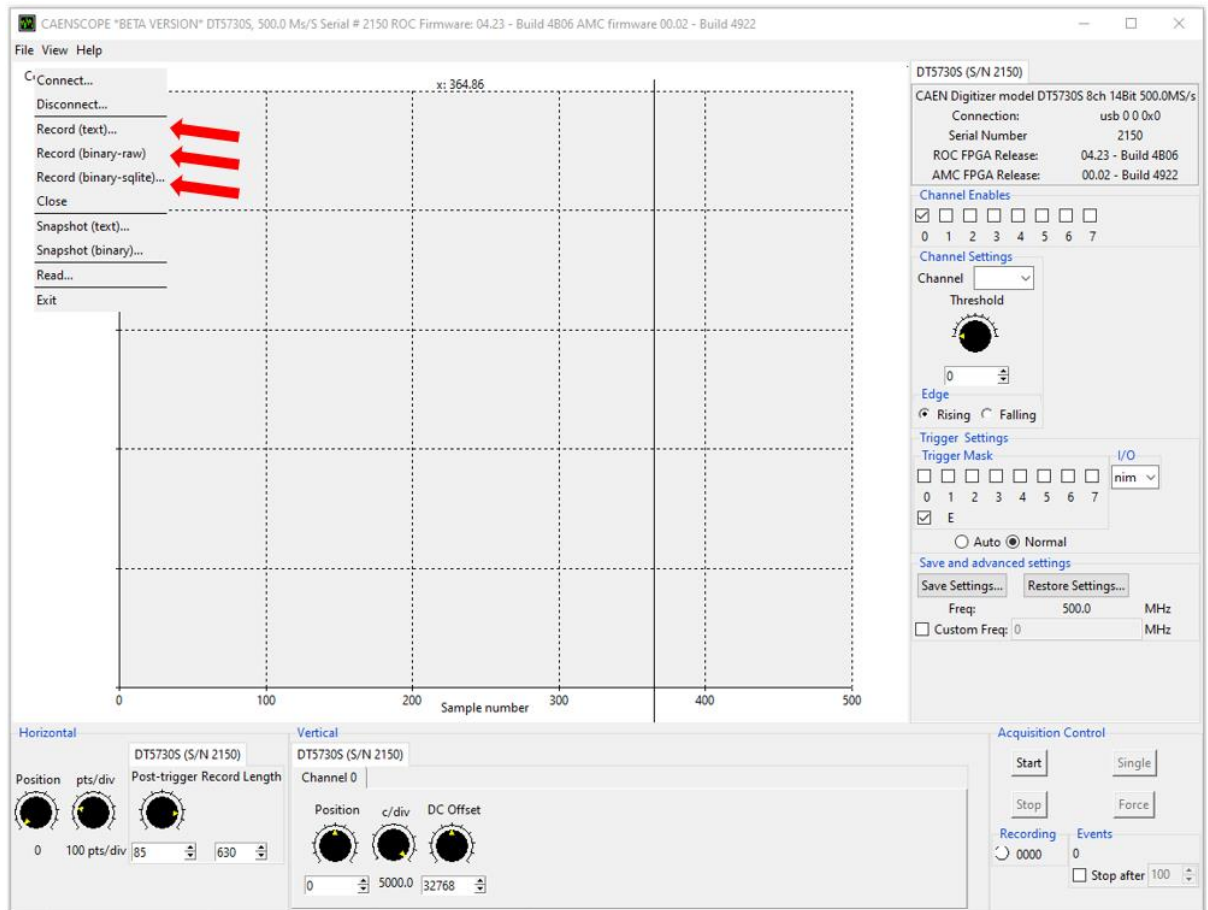 CAENSCOPE *BETA VERSION* DT5730S, 500.0 Ms/S Serial # 2150 ROC Firmware: 04.23 - Build 4B06 AMC firmware 00.02 - Build 4922
File View Help
Connect...
Disconnect...
Record (text)...
Record (binary-raw)
Record (binary-sqlite)...
Close
Snapshot (text)...
Snapshot (binary)...
Read...
Exit
x: 364.86
0 100 200 300 400 500
Sample number
DT5730S (S/N 2150)
CAEN Digitizer model DT5730S 8ch 14Bit 500.0MS/s
Connection: usb 0 0 0x0
Serial Number 2150
ROC FPGA Release: 04.23 - Build 4B06
AMC FPGA Release: 00.02 - Build 4922
Channel Enables
0 1 2 3 4 5 6 7
Channel Settings
Channel
Threshold
0
Edge
Rising Falling
Trigger Settings
Trigger Mask I/O
nim
0 1 2 3 4 5 6 7
E
Auto Normal
Save and advanced settings
Save Settings... Restore Settings...
Freq: 500.0 MHz
Custom Freq: 0 MHz
Horizontal
DT5730S (S/N 2150)
Position pts/div Post-trigger Record Length
0 100 pts/div 85 630
Vertical
DT5730S (S/N 2150)
Channel 0
Position c/div DC Offset
0 5000.0 32768
Acquisition Control
Start Single
Stop Force
Recording Events
0000 0
Stop after 100